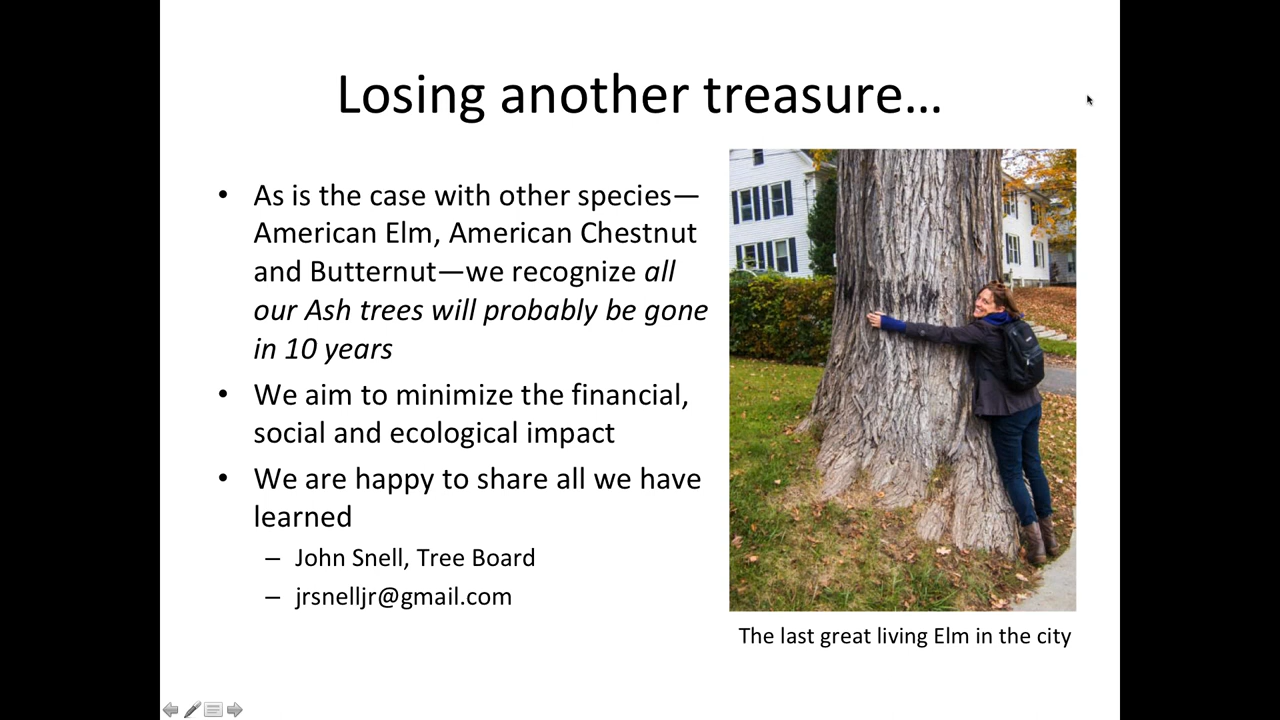 Losing another treasure…
• As is the case with other species—
American Elm, American Chestnut
and Butternut—we recognize all
our Ash trees will probably be gone
in 10 years
• We aim to minimize the financial,
social and ecological impact
• We are happy to share all we have
learned
– John Snell, Tree Board
– jrsnelljr@gmail.com
The last great living Elm in the city